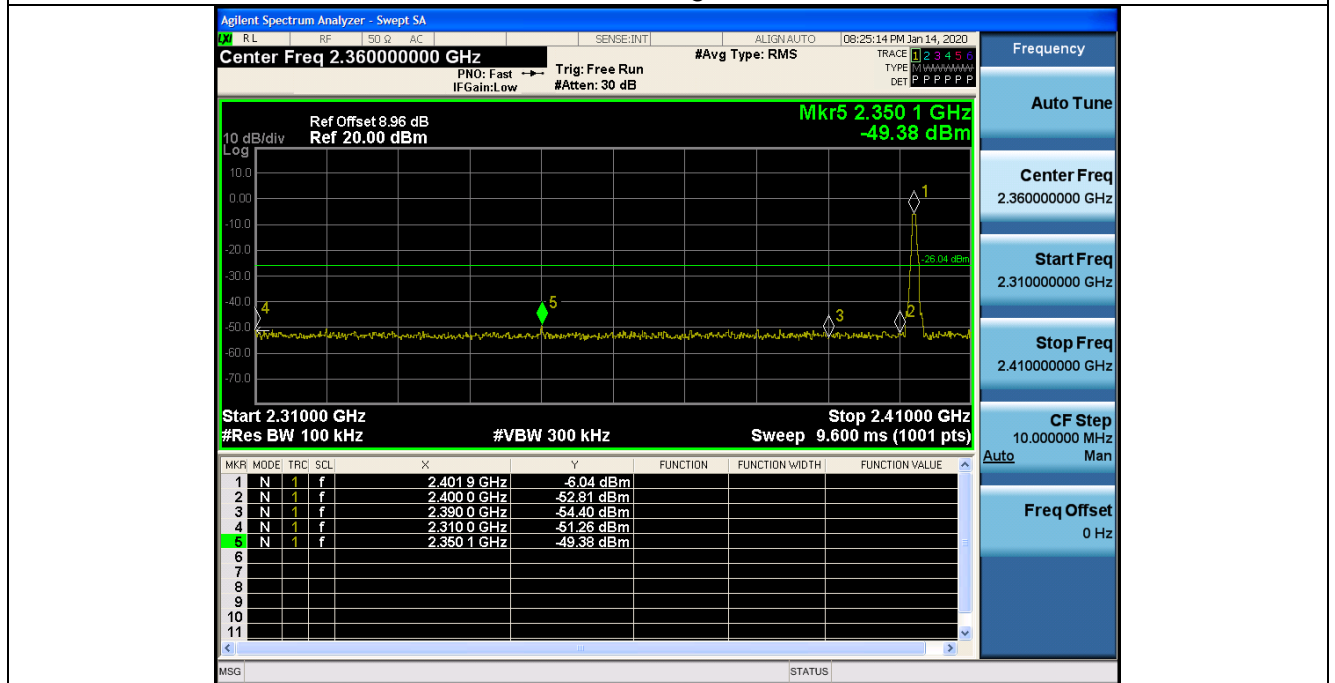 Agilent Spectrum Analyzer - Swept SA
LXI RL RF 50 Ω AC SENSE:INT ALIGN AUTO 08:25:14 PM Jan 14, 2020
Center Freq 2.360000000 GHz #Avg Type: RMS TRACE 1 2 3 4 5 6
PNO: Fast Trig: Free Run TYPE MWWWWW
IFGain:Low #Atten: 30 dB DET P P P P P P
Mkr5 2.350 1 GHz
-49.38 dBm
Ref Offset 8.96 dB
10 dB/div Ref 20.00 dBm
Log
10.0
0.00
-10.0
-20.0
-30.0
-40.0
-50.0
-60.0
-70.0
1
-26.04 dBm
4
5
3
2
Start 2.31000 GHz Stop 2.41000 GHz
#Res BW 100 kHz #VBW 300 kHz Sweep 9.600 ms (1001 pts)
MKR MODE TRC SCL X Y FUNCTION FUNCTION WIDTH FUNCTION VALUE
1 N 1 f 2.401 9 GHz -6.04 dBm
2 N 1 f 2.400 0 GHz -52.81 dBm
3 N 1 f 2.390 0 GHz -54.40 dBm
4 N 1 f 2.310 0 GHz -51.26 dBm
5 N 1 f 2.350 1 GHz -49.38 dBm
6
7
8
9
10
11
MSG STATUS
Frequency
Auto Tune
Center Freq
2.360000000 GHz
Start Freq
2.310000000 GHz
Stop Freq
2.410000000 GHz
CF Step
10.000000 MHz
Auto Man
Freq Offset
0 Hz